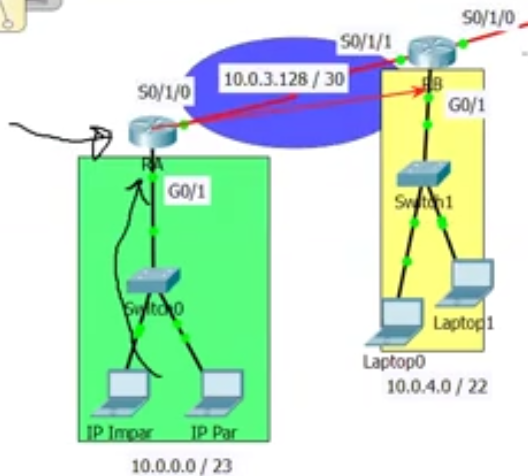 S0/1/0
S0/1/1
10.0.3.128 / 30
S0/1/0
RB
G0/1
RA
G0/1
Switch1
Switch0
Laptop1
Laptop0
10.0.4.0 / 22
IP Impar
IP Par
10.0.0.0 / 23